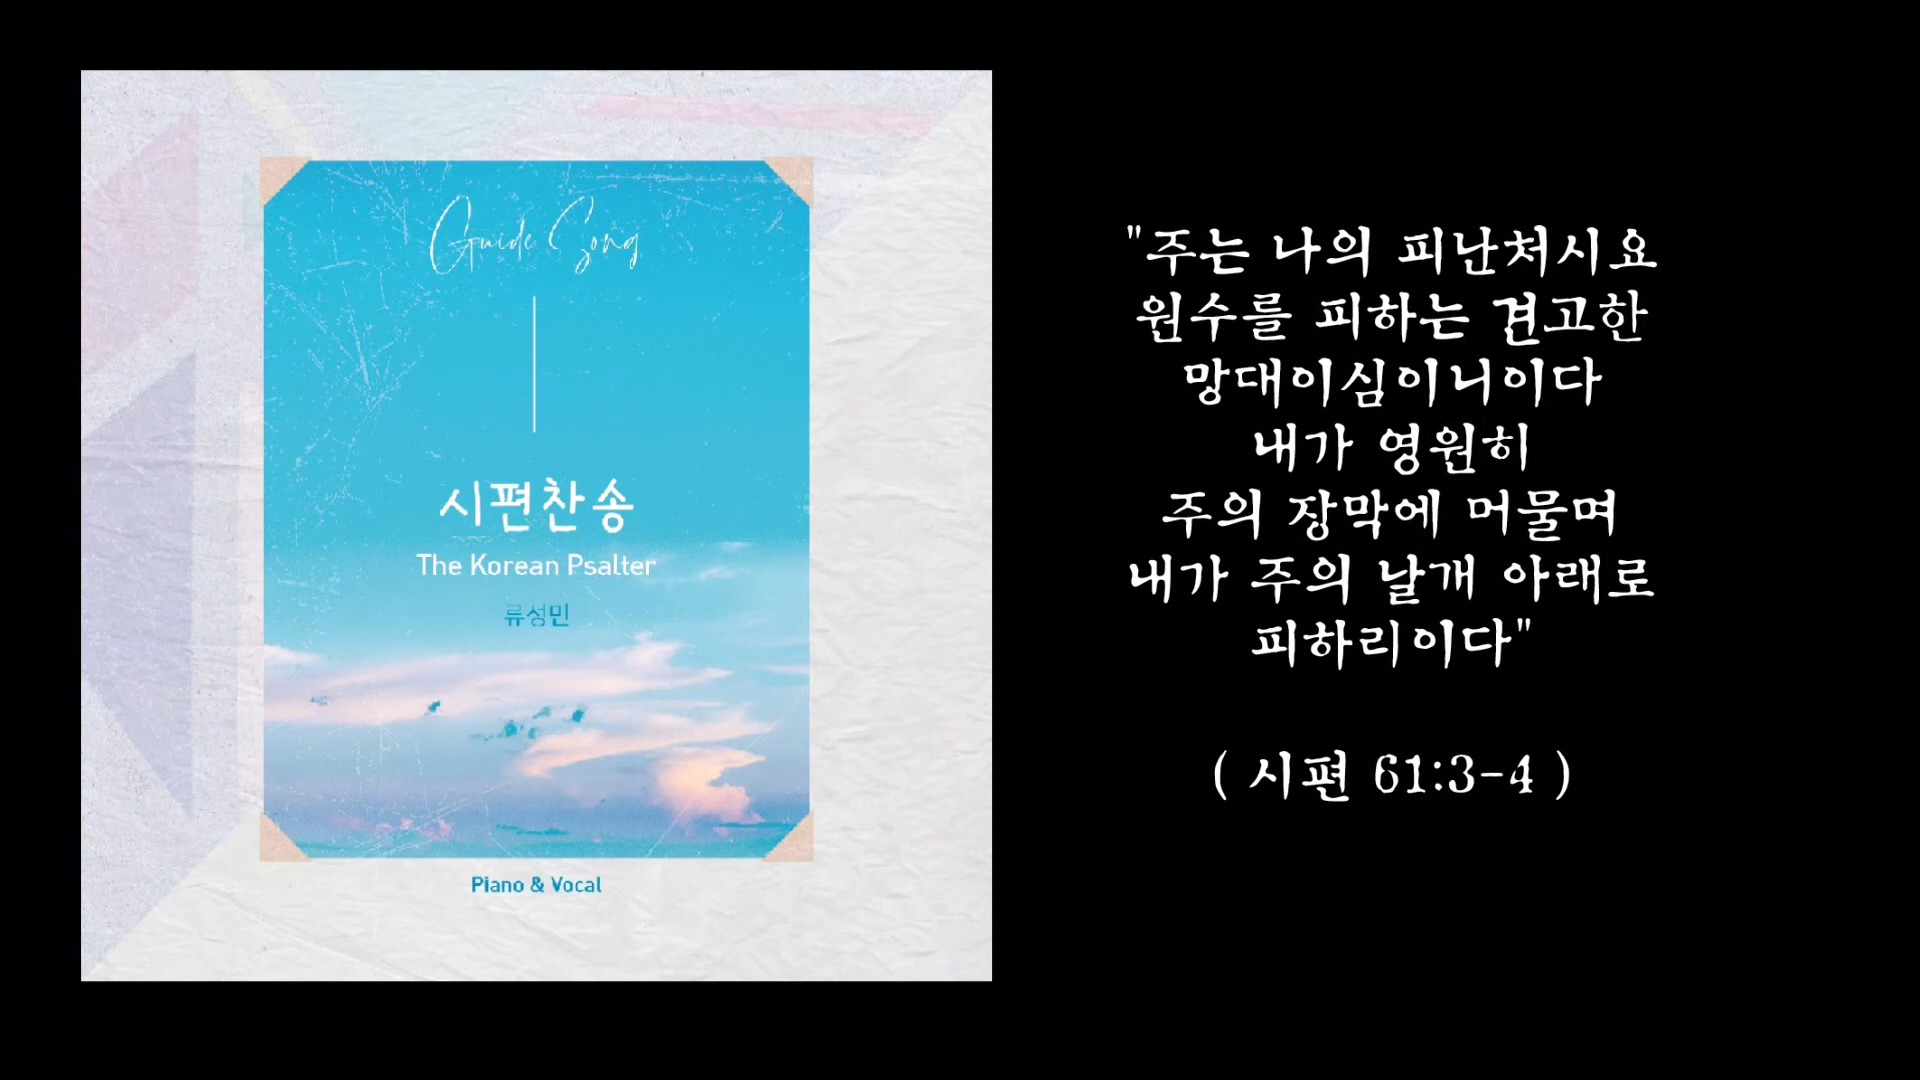 Guide Song
시편찬송
The Korean Psalter
류성민
Piano & Vocal
"주는 나의 피난처시요
원수를 피하는 견고한
망대이심이니이다
내가 영원히
주의 장막에 머물며
내가 주의 날개 아래로
피하리이다"
( 시편 61:3-4 )